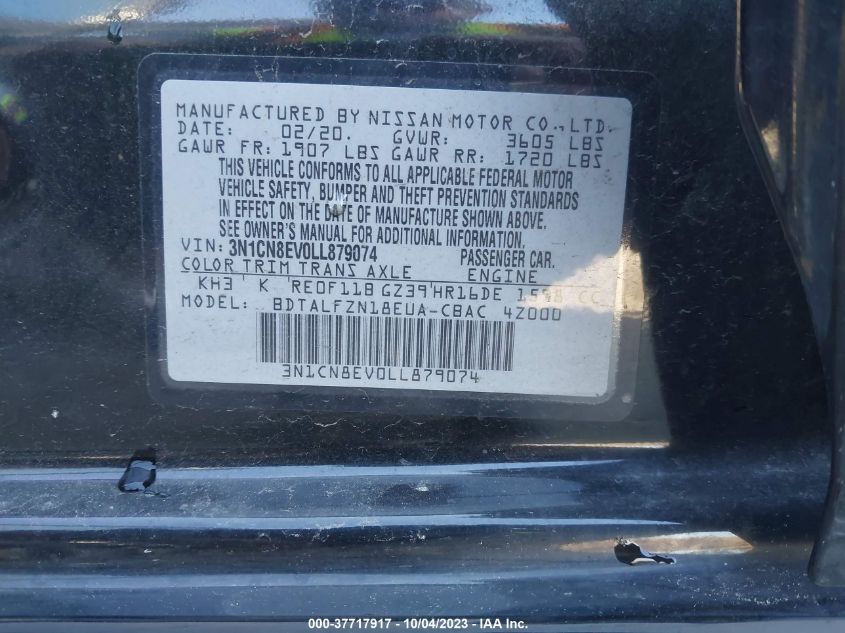 MANUFACTURED BY NISSAN MOTOR CO., LTD.
DATE: 02/20. GVWR: 3605 LBS
GAWR FR: 1907 LBS GAWR RR: 1720 LBS
THIS VEHICLE CONFORMS TO ALL APPLICABLE FEDERAL MOTOR
VEHICLE SAFETY, BUMPER AND THEFT PREVENTION STANDARDS
IN EFFECT ON THE DATE OF MANUFACTURE SHOWN ABOVE.
SEE OWNER'S MANUAL FOR ADDITIONAL INFORMATION.
VIN: 3N1CN8EV0LL879074 PASSENGER CAR.
COLOR TRIM TRANS AXLE ENGINE
KH3 K RE0F11B GZ39 HR16DE 1598 CC
MODEL: BDTALFZN18EUA-CBAC 4Z000
3N1CN8EV0LL879074
000-37717917 - 10/04/2023 - IAA Inc.